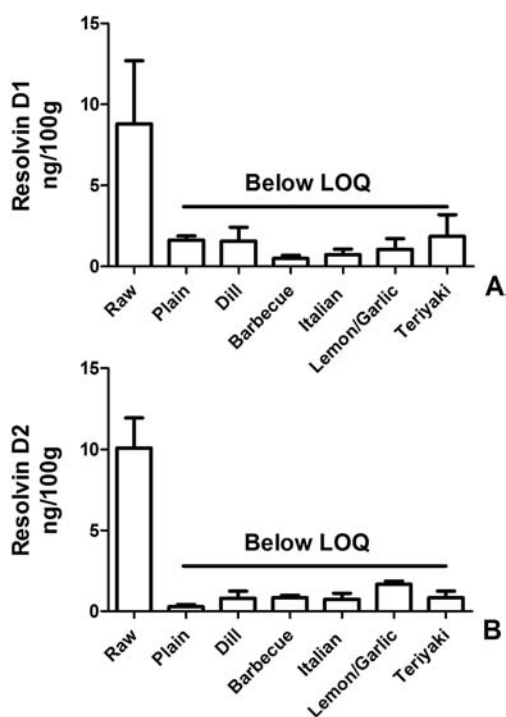 Resolvin D1
ng/100g
15
10
5
0
Below LOQ
Raw
Plain
Dill
Barbecue
Italian
Lemon/Garlic
Teriyaki
A
Resolvin D2
ng/100g
15
10
5
0
Below LOQ
Raw
Plain
Dill
Barbecue
Italian
Lemon/Garlic
Teriyaki
B